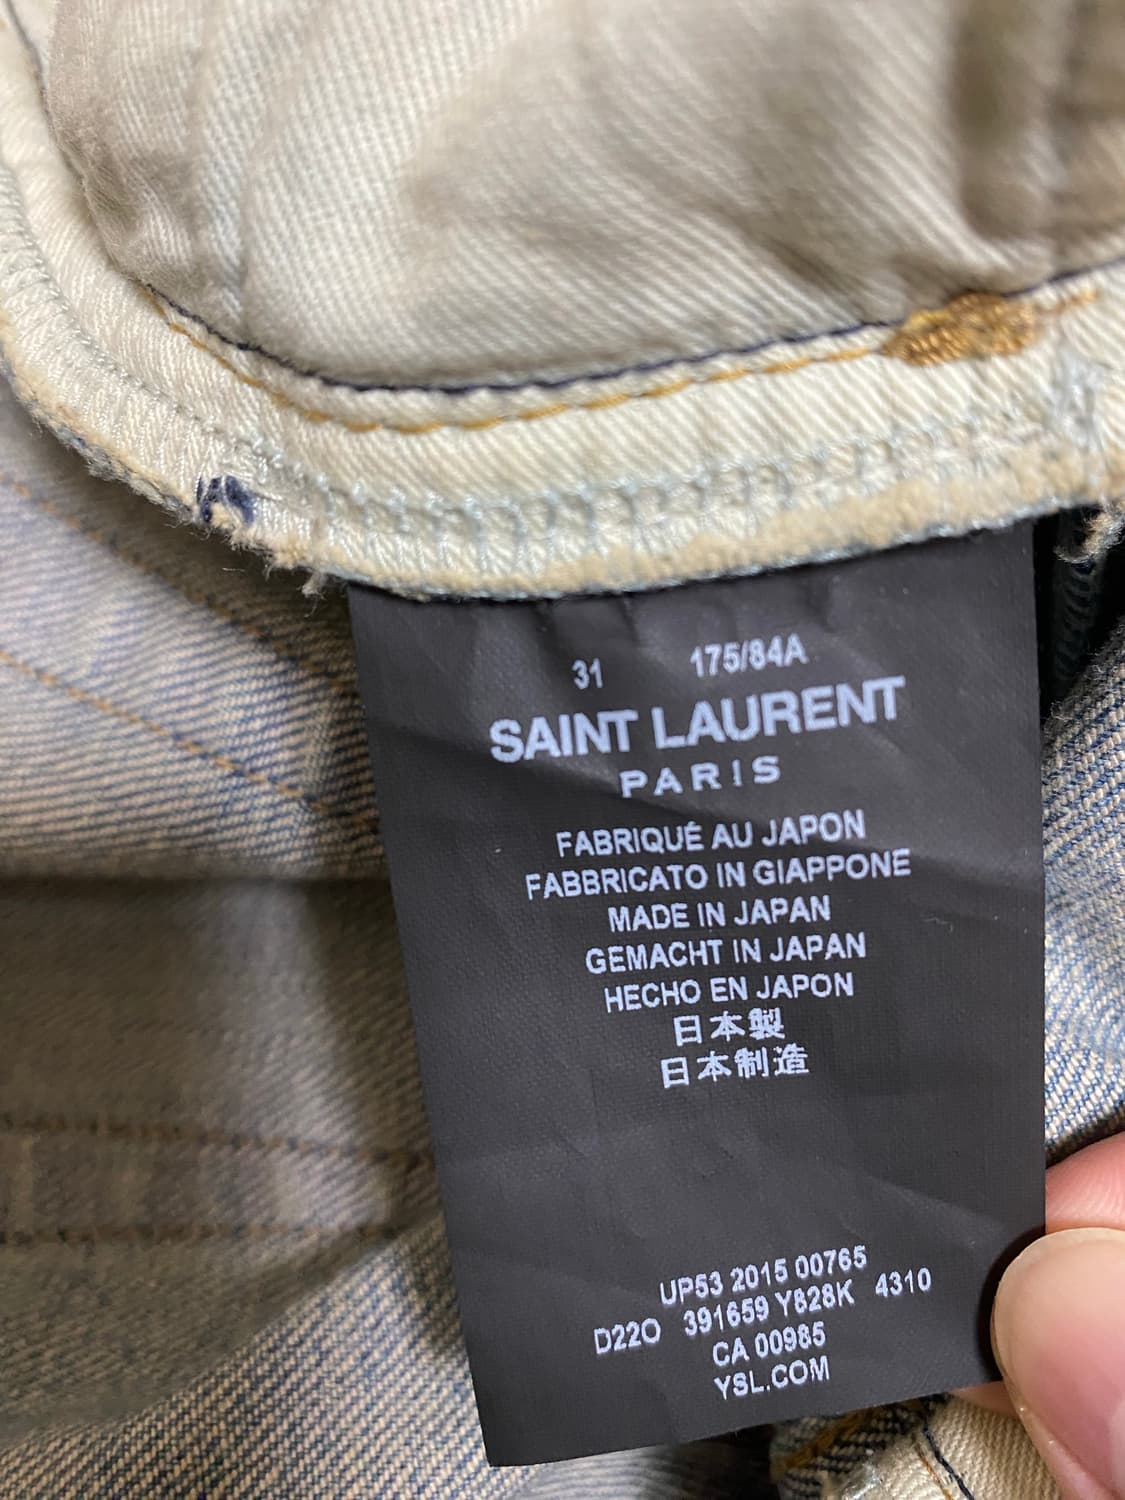 31 175/84A
SAINT LAURENT
PARIS
FABRIQUÉ AU JAPON
FABBRICATO IN GIAPPONE
MADE IN JAPAN
GEMACHT IN JAPAN
HECHO EN JAPON
日本製
日本制造
UP53 2015 00765
D22O 391659 Y828K 4310
CA 00985
YSL.COM